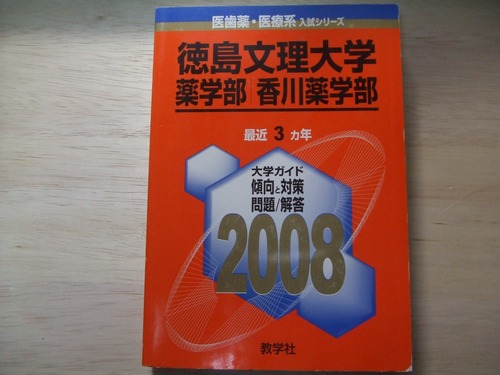 医歯薬・医療系 入試シリーズ
徳島文理大学
薬学部 香川薬学部
最近 3 カ年
大学ガイド
傾向と対策
問題/解答
2008
教学社